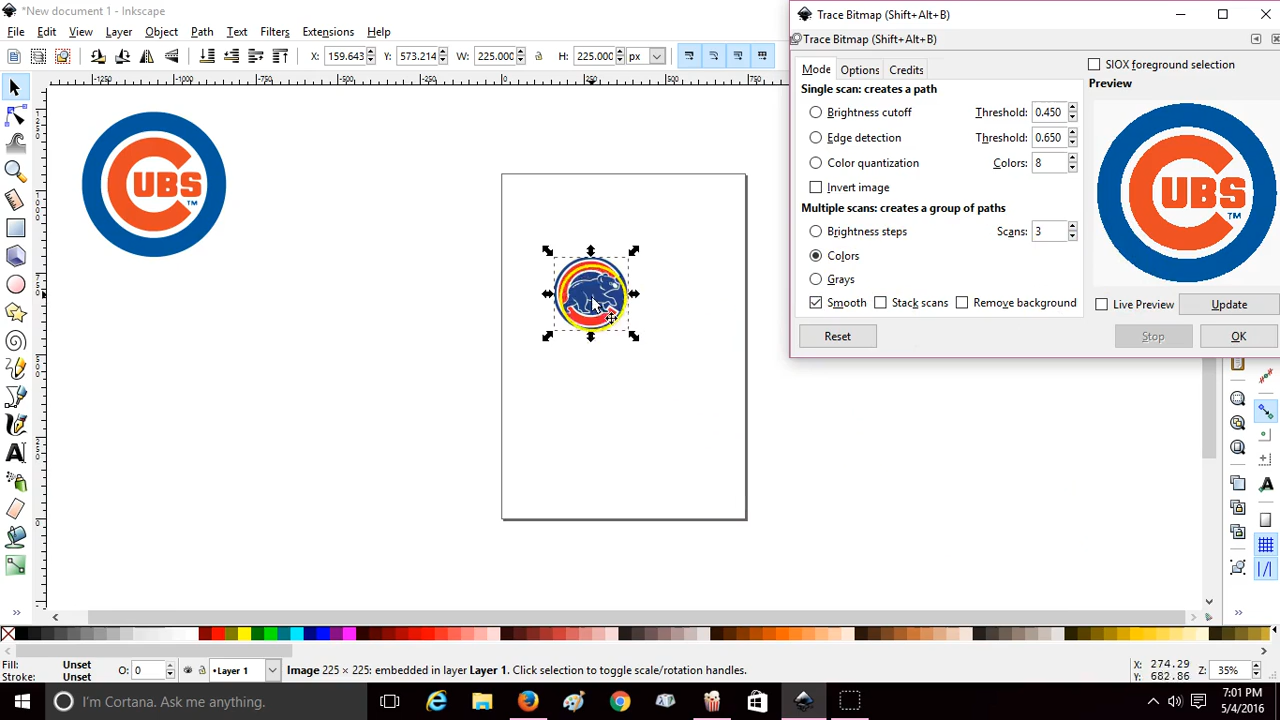 *New document 1 - Inkscape
File Edit View Layer Object Path Text Filters Extensions Help
X: 159.643 Y: 573.214 W: 225.000 H: 225.000 px
UBS
TM
Trace Bitmap (Shift+Alt+B)
Trace Bitmap (Shift+Alt+B)
Mode Options Credits
SIOX foreground selection
Single scan: creates a path
Preview
Brightness cutoff Threshold: 0.450
Edge detection Threshold: 0.650
Color quantization Colors: 8
Invert image
Multiple scans: creates a group of paths
Brightness steps Scans: 3
Colors
Grays
Smooth Stack scans Remove background
Live Preview Update
Reset Stop OK
UBS
TM
Fill: Unset
Stroke: Unset
O: 0
Layer 1
Image 225 × 225: embedded in layer Layer 1. Click selection to toggle scale/rotation handles.
X: 274.29
Y: 682.86
Z: 35%
I'm Cortana. Ask me anything.
7:01 PM
5/4/2016